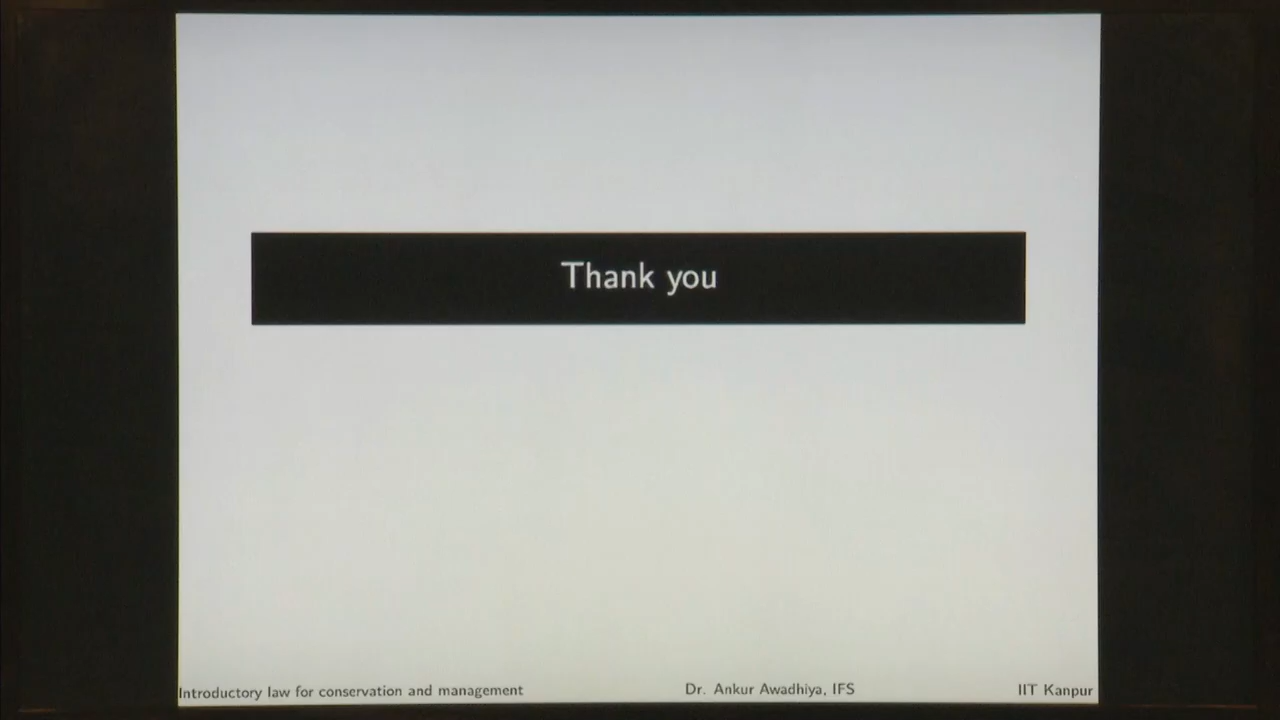 Thank you
Introductory law for conservation and management Dr. Ankur Awadhiya, IFS IIT Kanpur